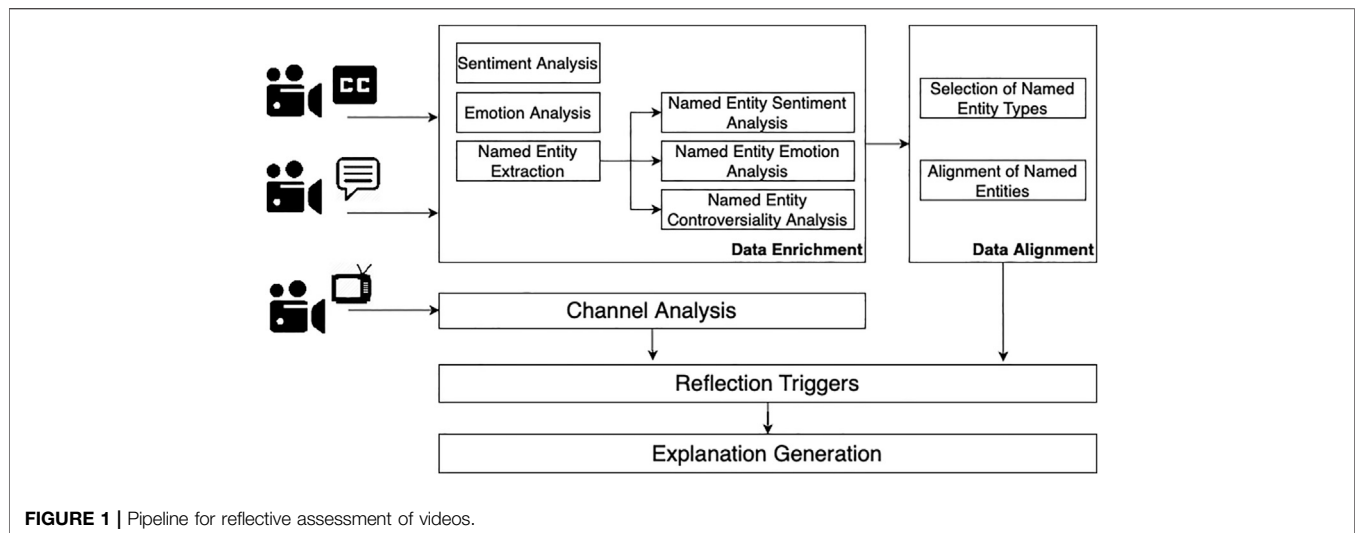 CC
Sentiment Analysis
Emotion Analysis
Named Entity
Extraction
Named Entity Sentiment
Analysis
Named Entity Emotion
Analysis
Named Entity
Controversiality Analysis
Data Enrichment
Selection of Named
Entity Types
Alignment of Named
Entities
Data Alignment
Channel Analysis
Reflection Triggers
Explanation Generation
FIGURE 1 | Pipeline for reflective assessment of videos.